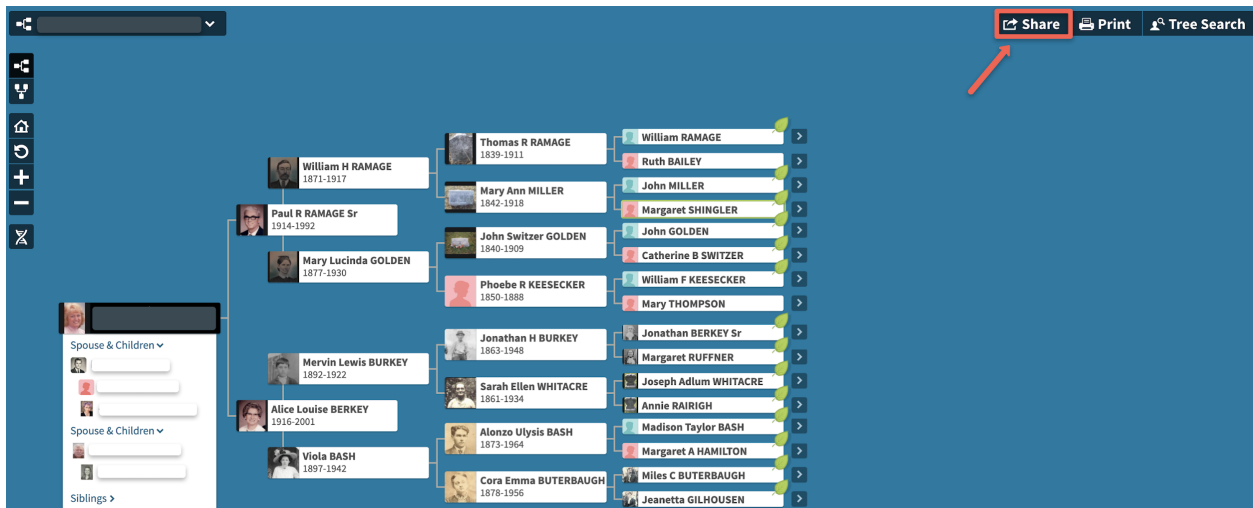 Share
Print
Tree Search
Thomas R RAMAGE
1839-1911
William RAMAGE
Ruth BAILEY
William H RAMAGE
1871-1917
Mary Ann MILLER
1842-1918
John MILLER
Margaret SHINGLER
Paul R RAMAGE Sr
1914-1992
John Switzer GOLDEN
1840-1909
John GOLDEN
Catherine B SWITZER
Mary Lucinda GOLDEN
1877-1930
Phoebe R KEESECKER
1850-1888
William F KEESECKER
Mary THOMPSON
Spouse & Children
Spouse & Children
Siblings
Jonathan H BURKEY
1863-1948
Jonathan BERKEY Sr
Margaret RUFFNER
Mervin Lewis BURKEY
1892-1922
Sarah Ellen WHITACRE
1861-1934
Joseph Adlum WHITACRE
Annie RAIRIGH
Alice Louise BERKEY
1916-2001
Alonzo Ulysis BASH
1873-1964
Madison Taylor BASH
Margaret A HAMILTON
Viola BASH
1897-1942
Cora Emma BUTERBAUGH
1878-1956
Miles C BUTERBAUGH
Jeanetta GILHOUSEN